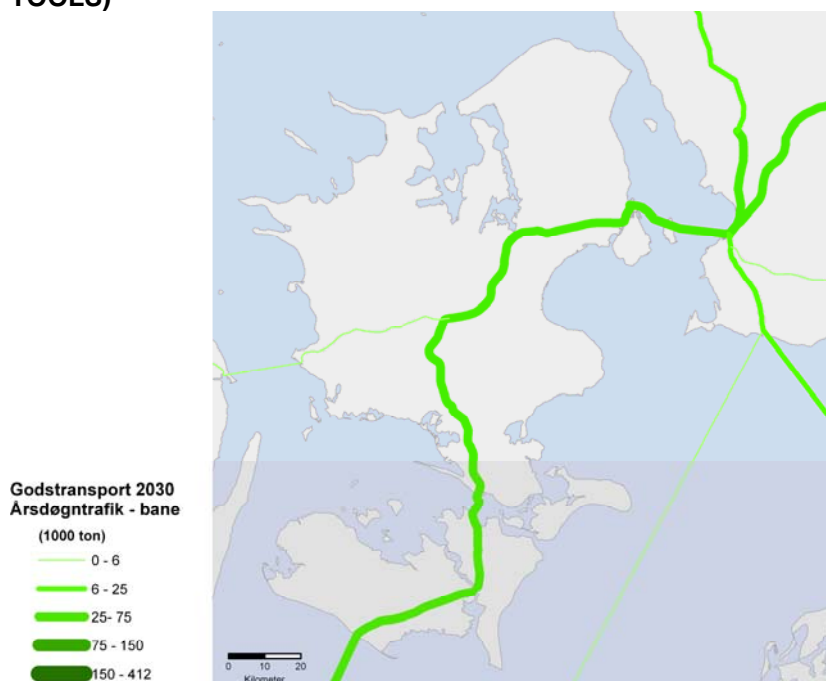 TOOLS)
Godstransport 2030
Årsdøgntrafik - bane
(1000 ton)
0 - 6
6 - 25
25- 75
75 - 150
150 - 412
0 10 20
Kilometer